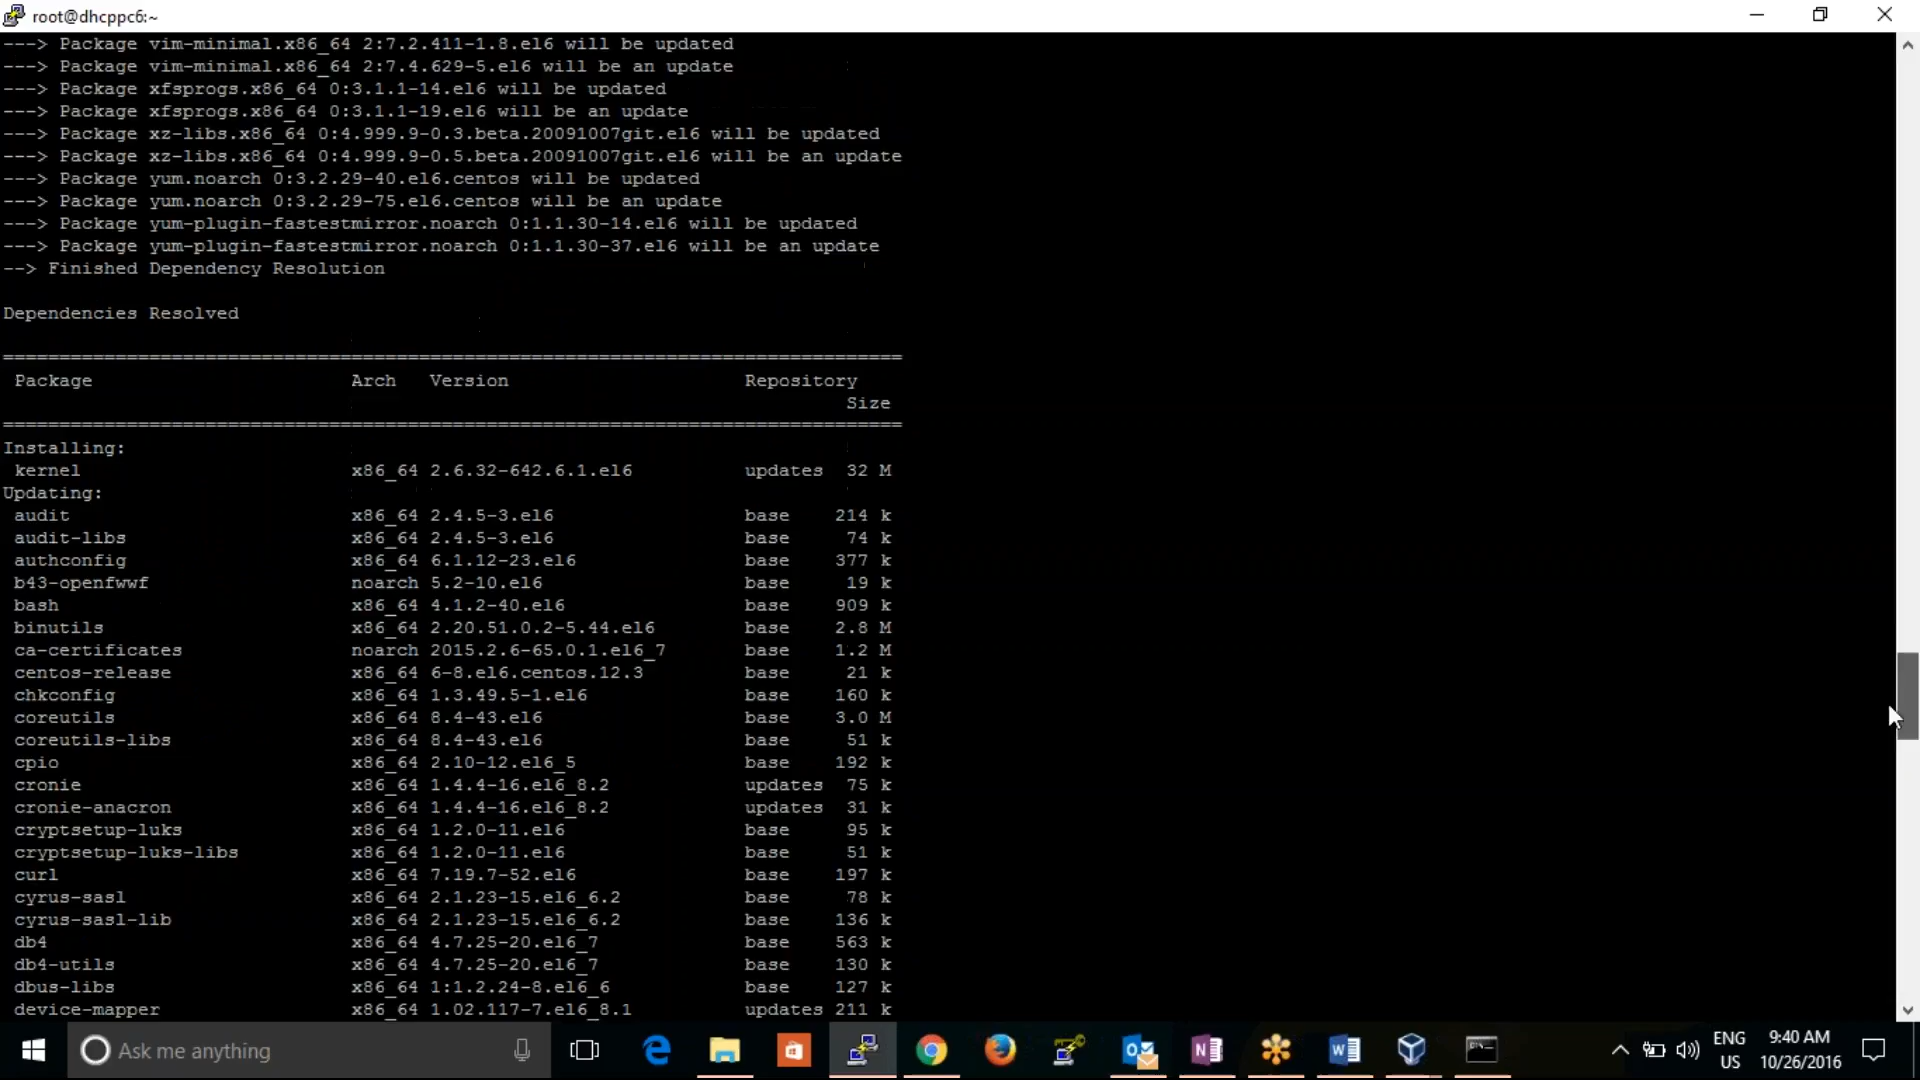 root@dhcppc6:~
---> Package vim-minimal.x86_64 2:7.2.411-1.8.el6 will be updated
---> Package vim-minimal.x86_64 2:7.4.629-5.el6 will be an update
---> Package xfsprogs.x86_64 0:3.1.1-14.el6 will be updated
---> Package xfsprogs.x86_64 0:3.1.1-19.el6 will be an update
---> Package xz-libs.x86_64 0:4.999.9-0.3.beta.20091007git.el6 will be updated
---> Package xz-libs.x86_64 0:4.999.9-0.5.beta.20091007git.el6 will be an update
---> Package yum.noarch 0:3.2.29-40.el6.centos will be updated
---> Package yum.noarch 0:3.2.29-75.el6.centos will be an update
---> Package yum-plugin-fastestmirror.noarch 0:1.1.30-14.el6 will be updated
---> Package yum-plugin-fastestmirror.noarch 0:1.1.30-37.el6 will be an update
--> Finished Dependency Resolution
Dependencies Resolved
================================================================================
Package Arch Version Repository
Size
================================================================================
Installing:
kernel x86_64 2.6.32-642.6.1.el6 updates 32 M
Updating:
audit x86_64 2.4.5-3.el6 base 214 k
audit-libs x86_64 2.4.5-3.el6 base 74 k
authconfig x86_64 6.1.12-23.el6 base 377 k
b43-openfwwf noarch 5.2-10.el6 base 19 k
bash x86_64 4.1.2-40.el6 base 909 k
binutils x86_64 2.20.51.0.2-5.44.el6 base 2.8 M
ca-certificates noarch 2015.2.6-65.0.1.el6_7 base 1.2 M
centos-release x86_64 6-8.el6.centos.12.3 base 21 k
chkconfig x86_64 1.3.49.5-1.el6 base 160 k
coreutils x86_64 8.4-43.el6 base 3.0 M
coreutils-libs x86_64 8.4-43.el6 base 51 k
cpio x86_64 2.10-12.el6_5 base 192 k
cronie x86_64 1.4.4-16.el6_8.2 updates 75 k
cronie-anacron x86_64 1.4.4-16.el6_8.2 updates 31 k
cryptsetup-luks x86_64 1.2.0-11.el6 base 95 k
cryptsetup-luks-libs x86_64 1.2.0-11.el6 base 51 k
curl x86_64 7.19.7-52.el6 base 197 k
cyrus-sasl x86_64 2.1.23-15.el6_6.2 base 78 k
cyrus-sasl-lib x86_64 2.1.23-15.el6_6.2 base 136 k
db4 x86_64 4.7.25-20.el6_7 base 563 k
db4-utils x86_64 4.7.25-20.el6_7 base 130 k
dbus-libs x86_64 1:1.2.24-8.el6_6 base 127 k
device-mapper x86_64 1.02.117-7.el6_8.1 updates 211 k
Ask me anything
ENG
US
9:40 AM
10/26/2016